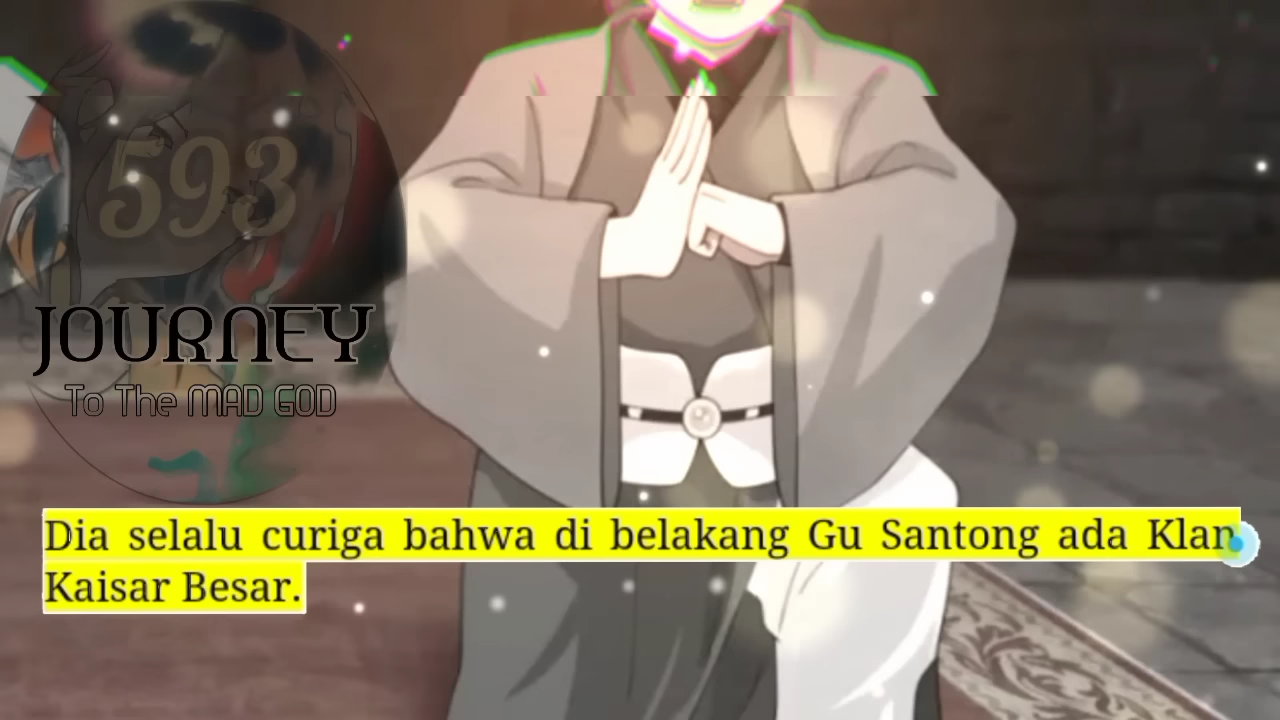 593
JOURNEY
To The MAD GOD
Dia selalu curiga bahwa di belakang Gu Santong ada Klan
Kaisar Besar.